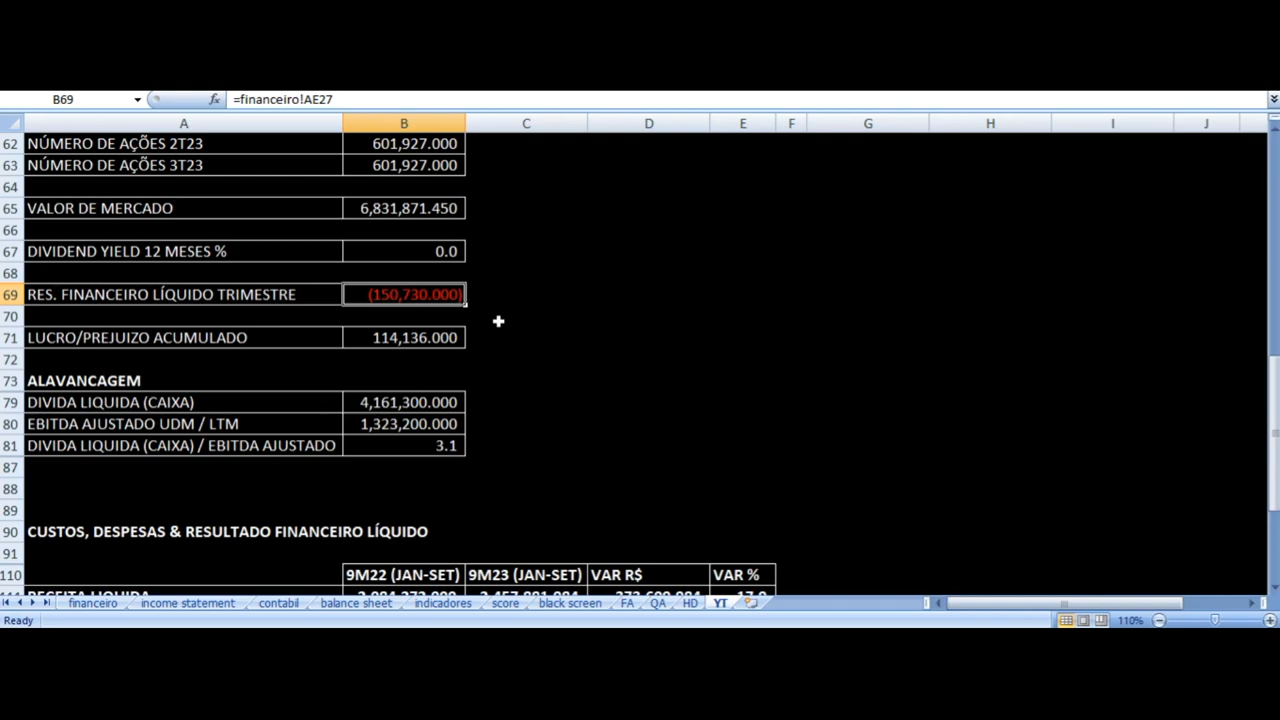 B69 fx =financeiro!AE27
A B C D E F G H I J
62 NÚMERO DE AÇÕES 2T23 601,927.000
63 NÚMERO DE AÇÕES 3T23 601,927.000
64
65 VALOR DE MERCADO 6,831,871.450
66
67 DIVIDEND YIELD 12 MESES % 0.0
68
69 RES. FINANCEIRO LÍQUIDO TRIMESTRE (150,730.000)
70
71 LUCRO/PREJUIZO ACUMULADO 114,136.000
72
73 ALAVANCAGEM
79 DIVIDA LIQUIDA (CAIXA) 4,161,300.000
80 EBITDA AJUSTADO UDM / LTM 1,323,200.000
81 DIVIDA LIQUIDA (CAIXA) / EBITDA AJUSTADO 3.1
87
88
89
90 CUSTOS, DESPESAS & RESULTADO FINANCEIRO LÍQUIDO
91
110 9M22 (JAN-SET) 9M23 (JAN-SET) VAR R$ VAR %
financeiro income statement contabil balance sheet indicadores score black screen FA QA HD YT
Ready 110%